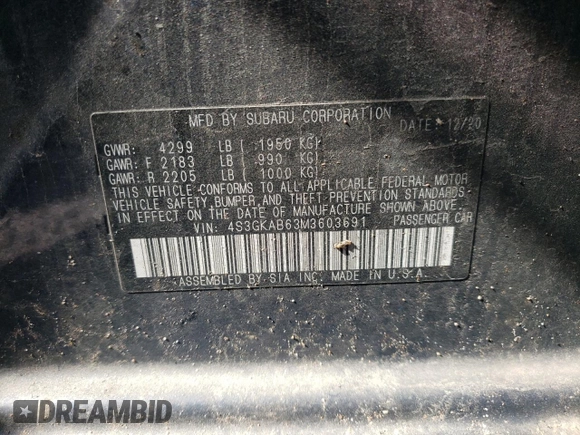 MFD BY SUBARU CORPORATION
DATE: 12/20
GVWR: 4299 LB ( 1950 KG)
GAWR: F 2183 LB ( 990 KG)
GAWR: R 2205 LB ( 1000 KG)
THIS VEHICLE CONFORMS TO ALL APPLICABLE FEDERAL MOTOR
VEHICLE SAFETY, BUMPER, AND THEFT PREVENTION STANDARDS
IN EFFECT ON THE DATE OF MANUFACTURE SHOWN ABOVE.
VIN: 4S3GKAB63M3603691 PASSENGER CAR
ASSEMBLED BY SIA INC. MADE IN U.S.A.
DREAMBID